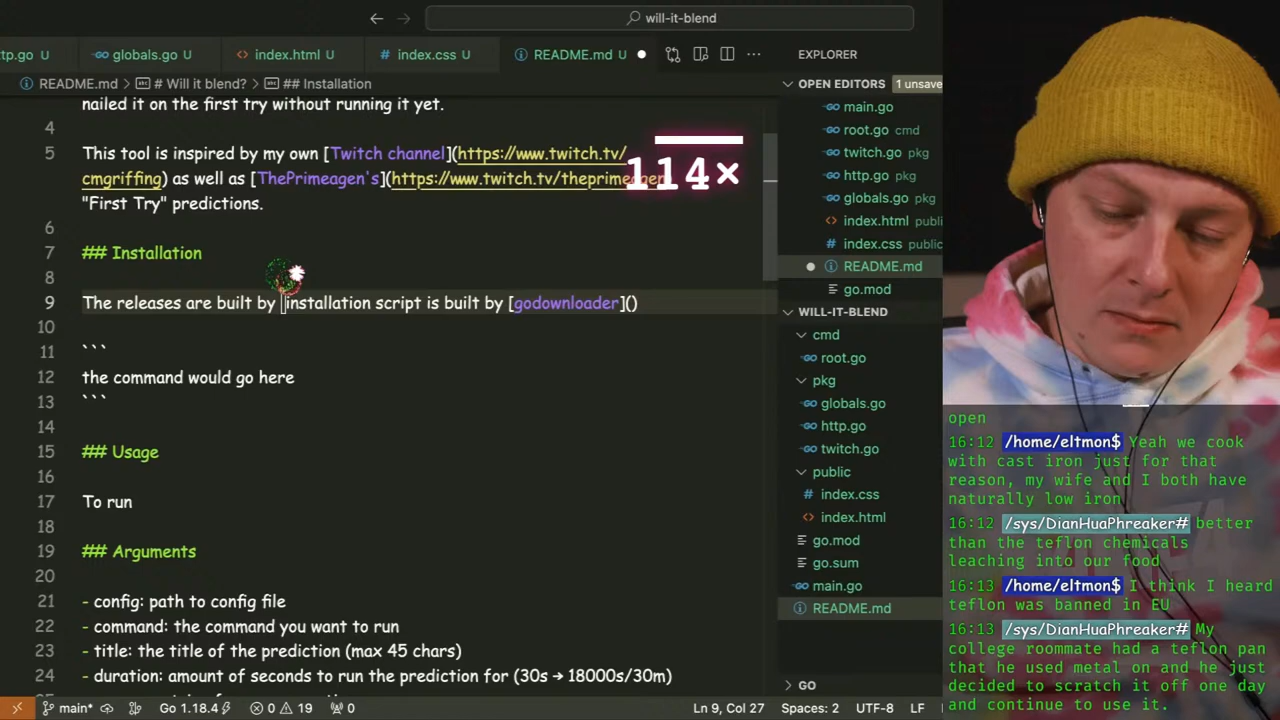 will-it-blend
tp.go U
globals.go U
index.html U
index.css U
README.md U
EXPLORER
README.md > # Will it blend? > ## Installation
nailed it on the first try without running it yet.
4
5 This tool is inspired by my own [Twitch channel](https://www.twitch.tv/
cmgriffing) as well as [ThePrimeagen's](https://www.twitch.tv/theprimeagen
"First Try" predictions.
6
7 ## Installation
8
9 The releases are built by installation script is built by [godownloader]()
10
11 ```
12 the command would go here
13 ```
14
15 ## Usage
16
17 To run
18
19 ## Arguments
20
21 - config: path to config file
22 - command: the command you want to run
23 - title: the title of the prediction (max 45 chars)
24 - duration: amount of seconds to run the prediction for (30s → 18000s/30m)
114×
OPEN EDITORS 1 unsave
main.go
root.go cmd
twitch.go pkg
http.go pkg
globals.go pkg
index.html public
index.css public
README.md
go.mod
WILL-IT-BLEND
cmd
root.go
pkg
globals.go
http.go
twitch.go
public
index.css
index.html
go.mod
go.sum
main.go
README.md
GO
main*
Go 1.18.4
0 19
0
Ln 9, Col 27
Spaces: 2
UTF-8
LF
open
16:12 /home/eltmon$ Yeah we cook
with cast iron just for that
reason, my wife and I both have
naturally low iron
16:12 /sys/DianHuaPhreaker# better
than the teflon chemicals
leaching into our food
16:13 /home/eltmon$ I think I heard
teflon was banned in EU
16:13 /sys/DianHuaPhreaker# My
college roommate had a teflon pan
that he used metal on and he just
decided to scratch it off one day
and continue to use it.